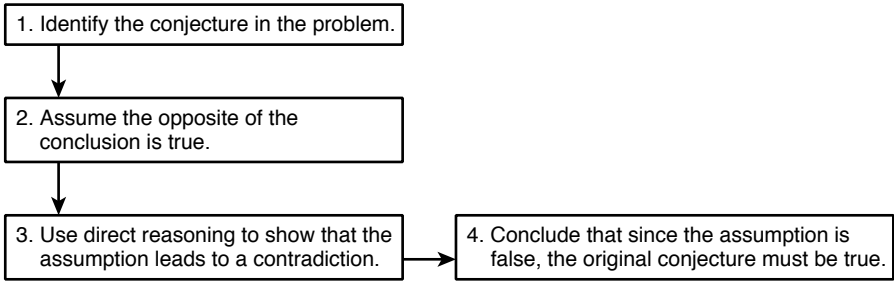 1. Identify the conjecture in the problem.
2. Assume the opposite of the
conclusion is true.
3. Use direct reasoning to show that the
assumption leads to a contradiction.
4. Conclude that since the assumption is
false, the original conjecture must be true.